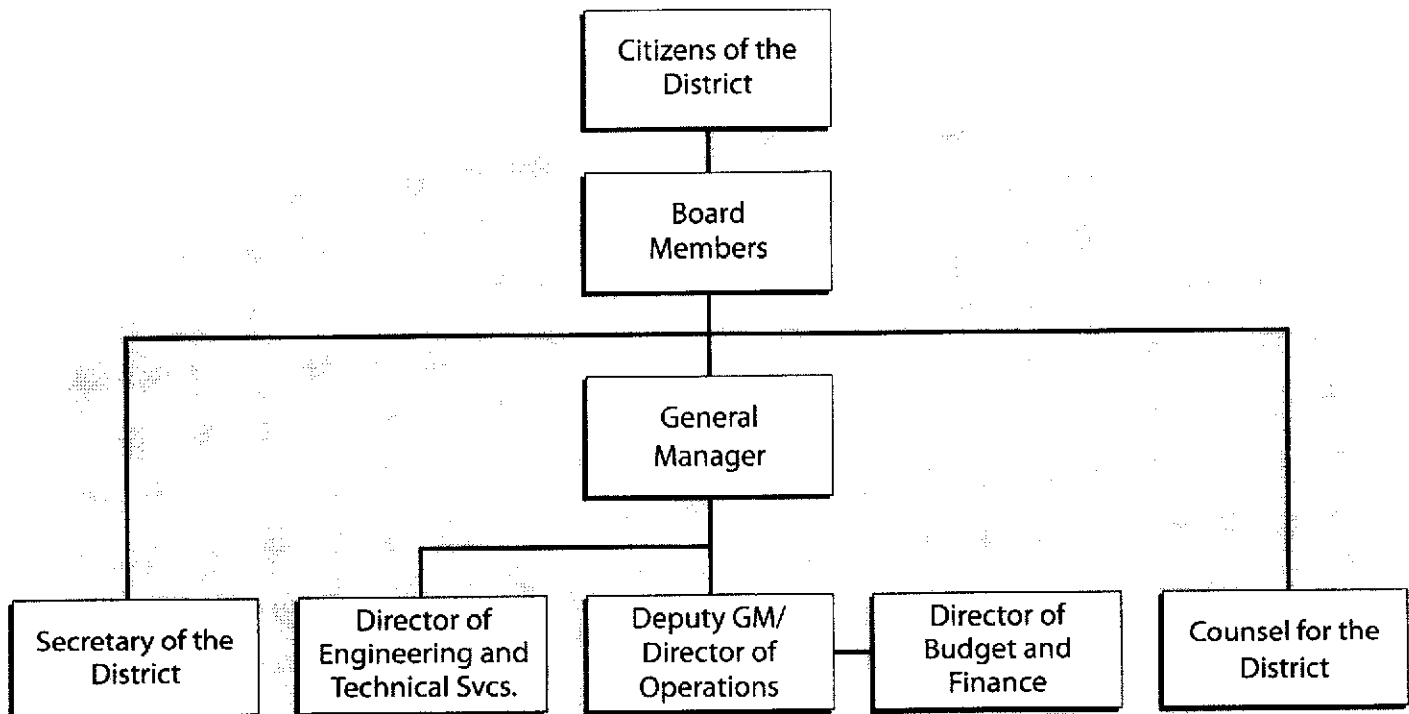 Citizens of the
District
Board
Members
General
Manager
Secretary of the
District
Director of
Engineering and
Technical Svcs.
Deputy GM/
Director of
Operations
Director of
Budget and
Finance
Counsel for the
District